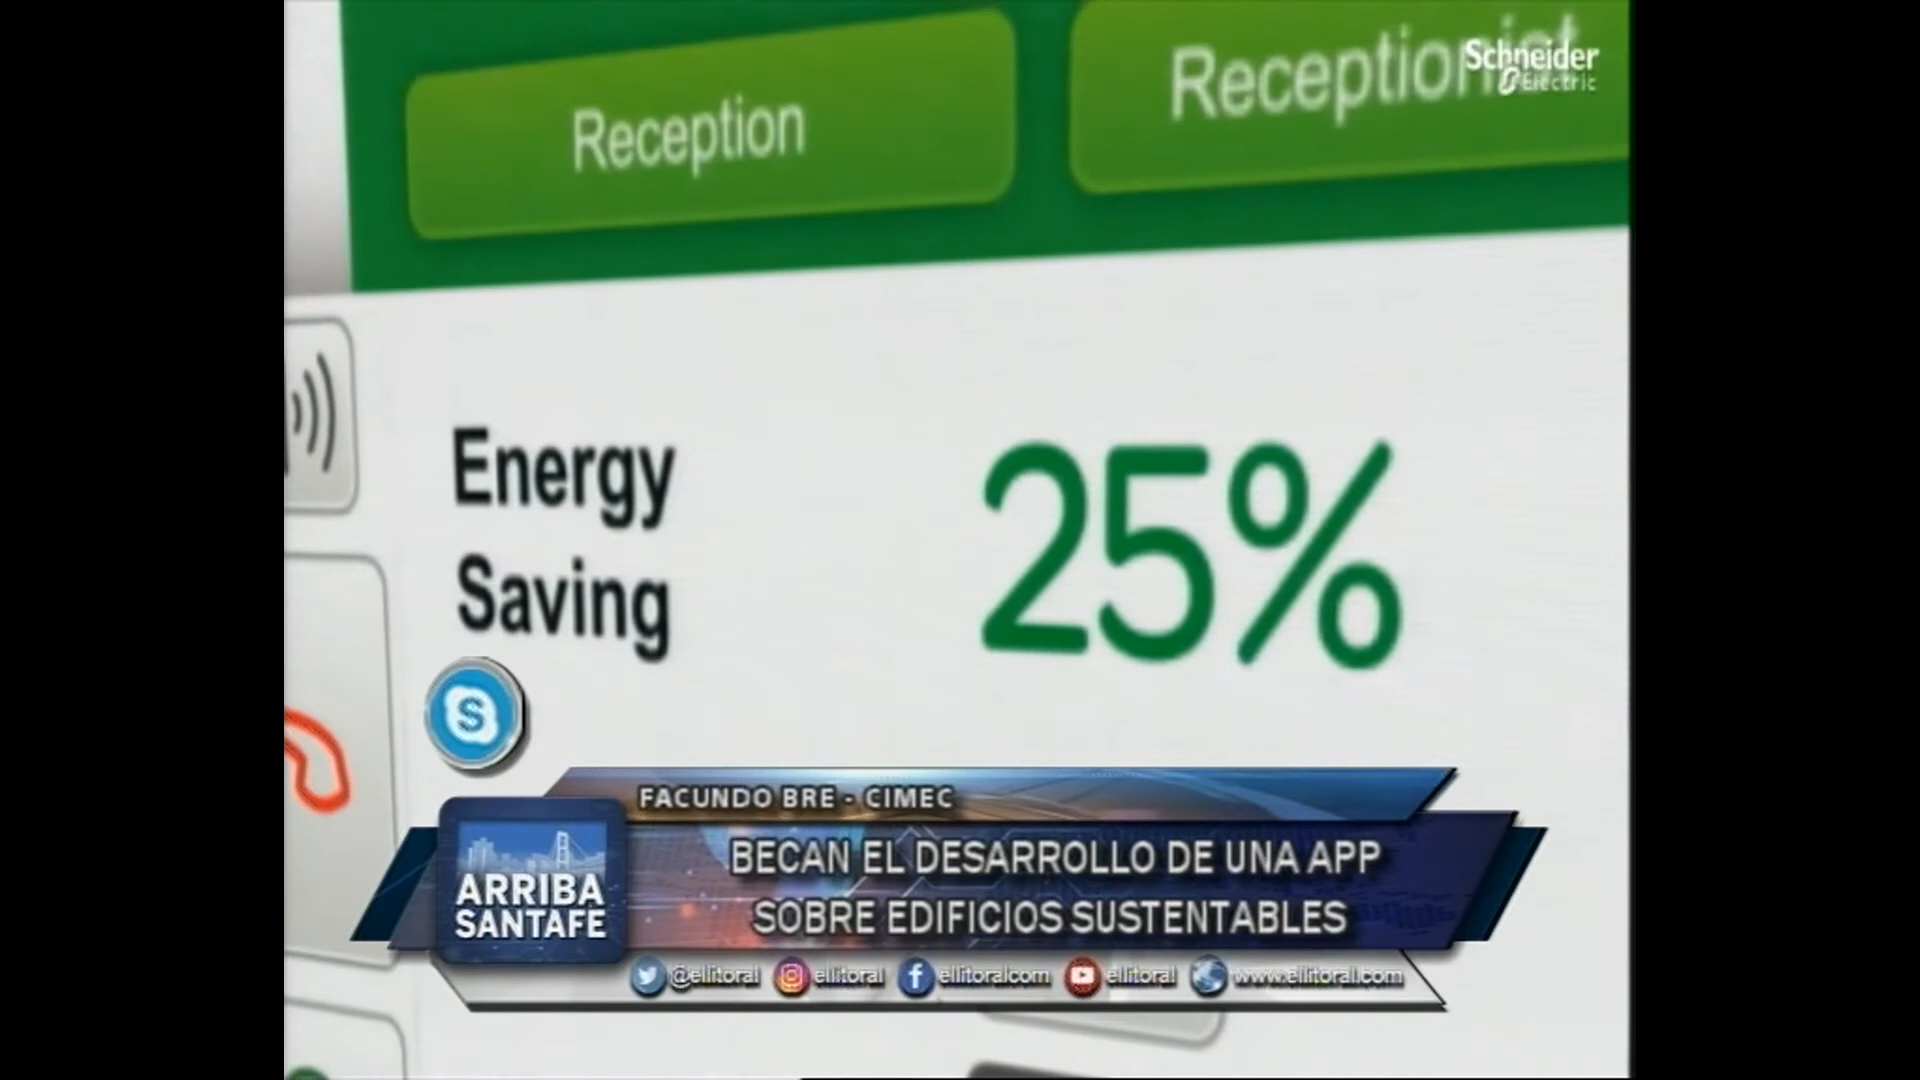 Reception
Receptionist
Schneider
Electric
Energy
Saving
25%
S
FACUNDO BRE - CIMEC
BECAN EL DESARROLLO DE UNA APP
SOBRE EDIFICIOS SUSTENTABLES
ARRIBA
SANTAFE
@ellitoral ellitoral ellitoralcom ellitoral www.ellitoral.com